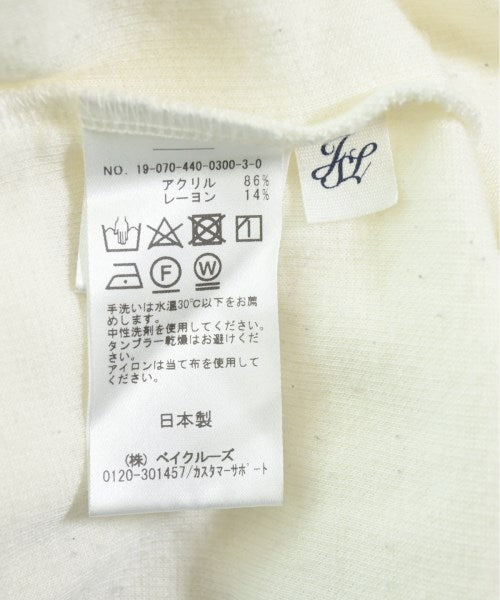 NO. 19-070-440-0300-3-0
アクリル 86%
レーヨン 14%
1
F W
手洗いは水温30℃以下をお薦
めします。
中性洗剤を使用してください。
タンブラー乾燥はお避けくだ
さい。
アイロンは当て布を使用して
ください。
日本製
(株) ベイクルーズ
0120-301457/カスタマーサポート